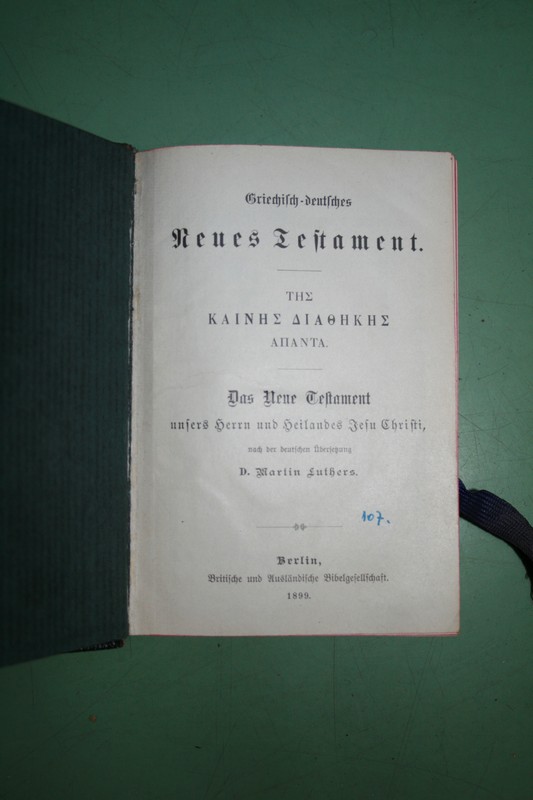 Griechisch-deutsches
Neues Testament.
ΤΗΣ
ΚΑΙΝΗΣ ΔΙΑΘΗΚΗΣ
ΑΠΑΝΤΑ.
Das Neue Testament
unsers Herrn und Heilandes Jesu Christi,
nach der deutschen Übersetzung
D. Martin Luthers.
107.
Berlin,
Britische und Ausländische Bibelgesellschaft.
1899.